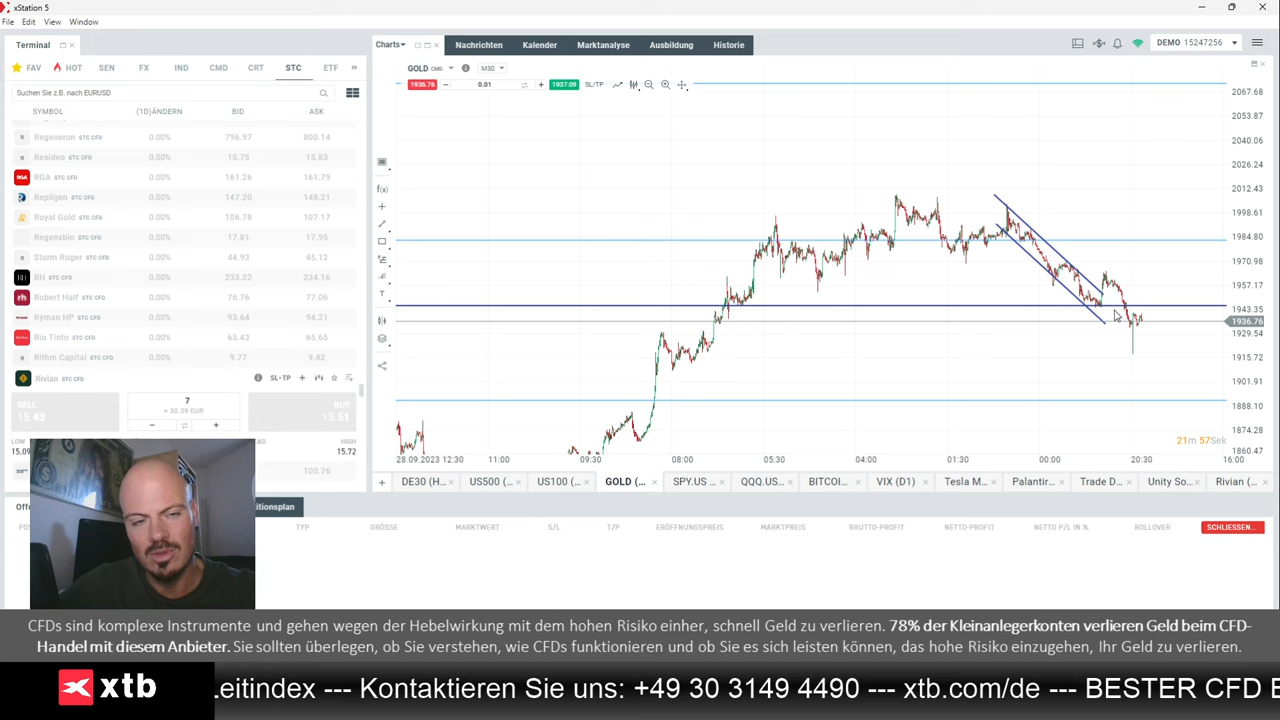 xStation 5
File Edit View Window
Terminal
Charts Nachrichten Kalender Marktanalyse Ausbildung Historie
DEMO 15247256
FAV HOT SEN FX IND CMD CRT STC ETF
GOLD CMD M30
1936.76 0.01 1937.09 SL/TP
Suchen Sie z.B. nach EURUSD
SYMBOL (1D)ÄNDERN BID ASK
Regeneron STC CFD 0.00% 796.97 800.14
Resideo STC CFD 0.00% 15.75 15.83
RGA STC CFD 0.00% 161.26 161.79
Repligen STC CFD 0.00% 147.20 148.21
Royal Gold STC CFD 0.00% 106.78 107.17
Regenxbio STC CFD 0.00% 17.81 17.95
Sturm Ruger STC CFD 0.00% 44.93 45.12
RH STC CFD 0.00% 233.22 234.16
Robert Half STC CFD 0.00% 76.76 77.06
Ryman HP STC CFD 0.00% 93.64 94.21
Rio Tinto STC CFD 0.00% 65.43 65.65
Rithm Capital STC CFD 0.00% 9.77 9.82
Rivian STC CFD SL+TP
SELL
15.43
7
≈ 30.39 EUR
BUY
15.51
LOW
15.09
HIGH
15.72
100.76
2067.68
2053.87
2040.06
2026.24
2012.43
1998.61
1984.80
1970.98
1957.17
1943.35
1936.76
1929.54
1915.72
1901.91
1888.10
1874.28
1860.47
21m 57Sek
28.09.2023 12:30 11:00 09:30 08:00 05:30 04:00 01:30 00:00 20:30 16:00
DE30 (H... US500 (... US100 (... GOLD (... SPY.US ... QQQ.US... BITCOIN... VIX (D1) Tesla M... Palantir... Trade D... Unity So... Rivian (...
itionsplan
TYP GRÖSSE MARKTWERT S/L T/P ERÖFFNUNGSPREIS MARKTPREIS BRUTTO-PROFIT NETTO-PROFIT NETTO P/L IN % ROLLOVER SCHLIESSEN...
CFDs sind komplexe Instrumente und gehen wegen der Hebelwirkung mit dem hohen Risiko einher, schnell Geld zu verlieren. 78% der Kleinanlegerkonten verlieren Geld beim CFD-
Handel mit diesem Anbieter. Sie sollten überlegen, ob Sie verstehen, wie CFDs funktionieren und ob Sie es sich leisten können, das hohe Risiko einzugehen, Ihr Geld zu verlieren.
xtb
Leitindex --- Kontaktieren Sie uns: +49 30 3149 4490 --- xtb.com/de --- BESTER CFD